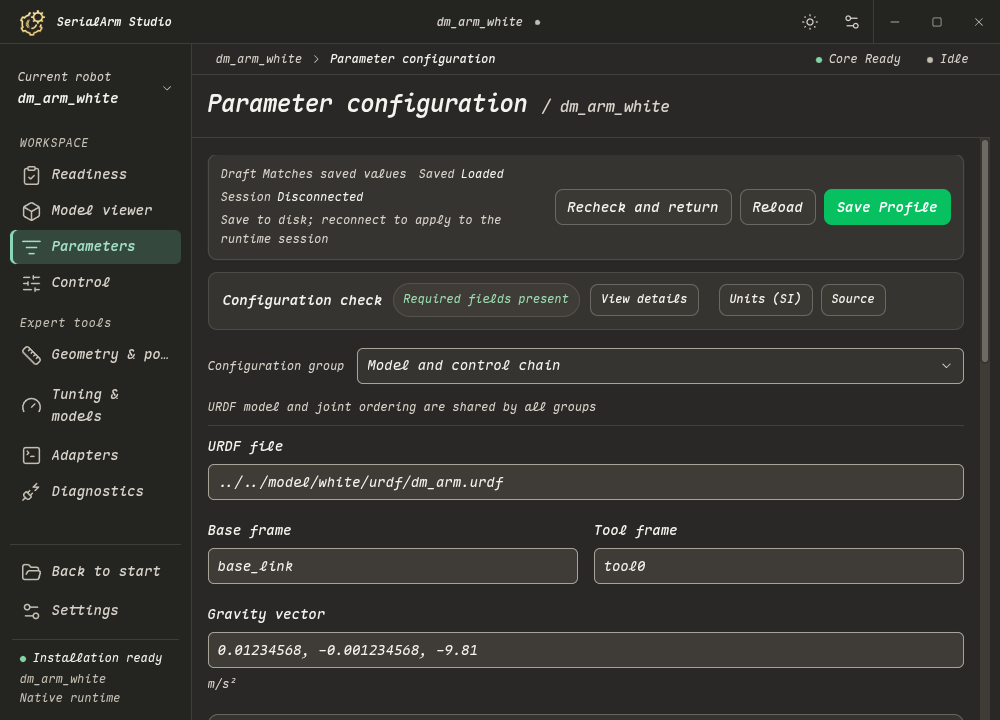 SerialArm Studio
dm_arm_white
Current robot
dm_arm_white
WORKSPACE
Readiness
Model viewer
Parameters
Control
Expert tools
Geometry & po…
Tuning &
models
Adapters
Diagnostics
Back to start
Settings
Installation ready
dm_arm_white
Native runtime
dm_arm_white > Parameter configuration
Core Ready
Idle
Parameter configuration / dm_arm_white
Draft Matches saved values Saved Loaded
Session Disconnected
Save to disk; reconnect to apply to the
runtime session
Recheck and return
Reload
Save Profile
Configuration check
Required fields present
View details
Units (SI)
Source
Configuration group
Model and control chain
URDF model and joint ordering are shared by all groups
URDF file
../../model/white/urdf/dm_arm.urdf
Base frame
base_link
Tool frame
tool0
Gravity vector
0.01234568, -0.001234568, -9.81
m/s²